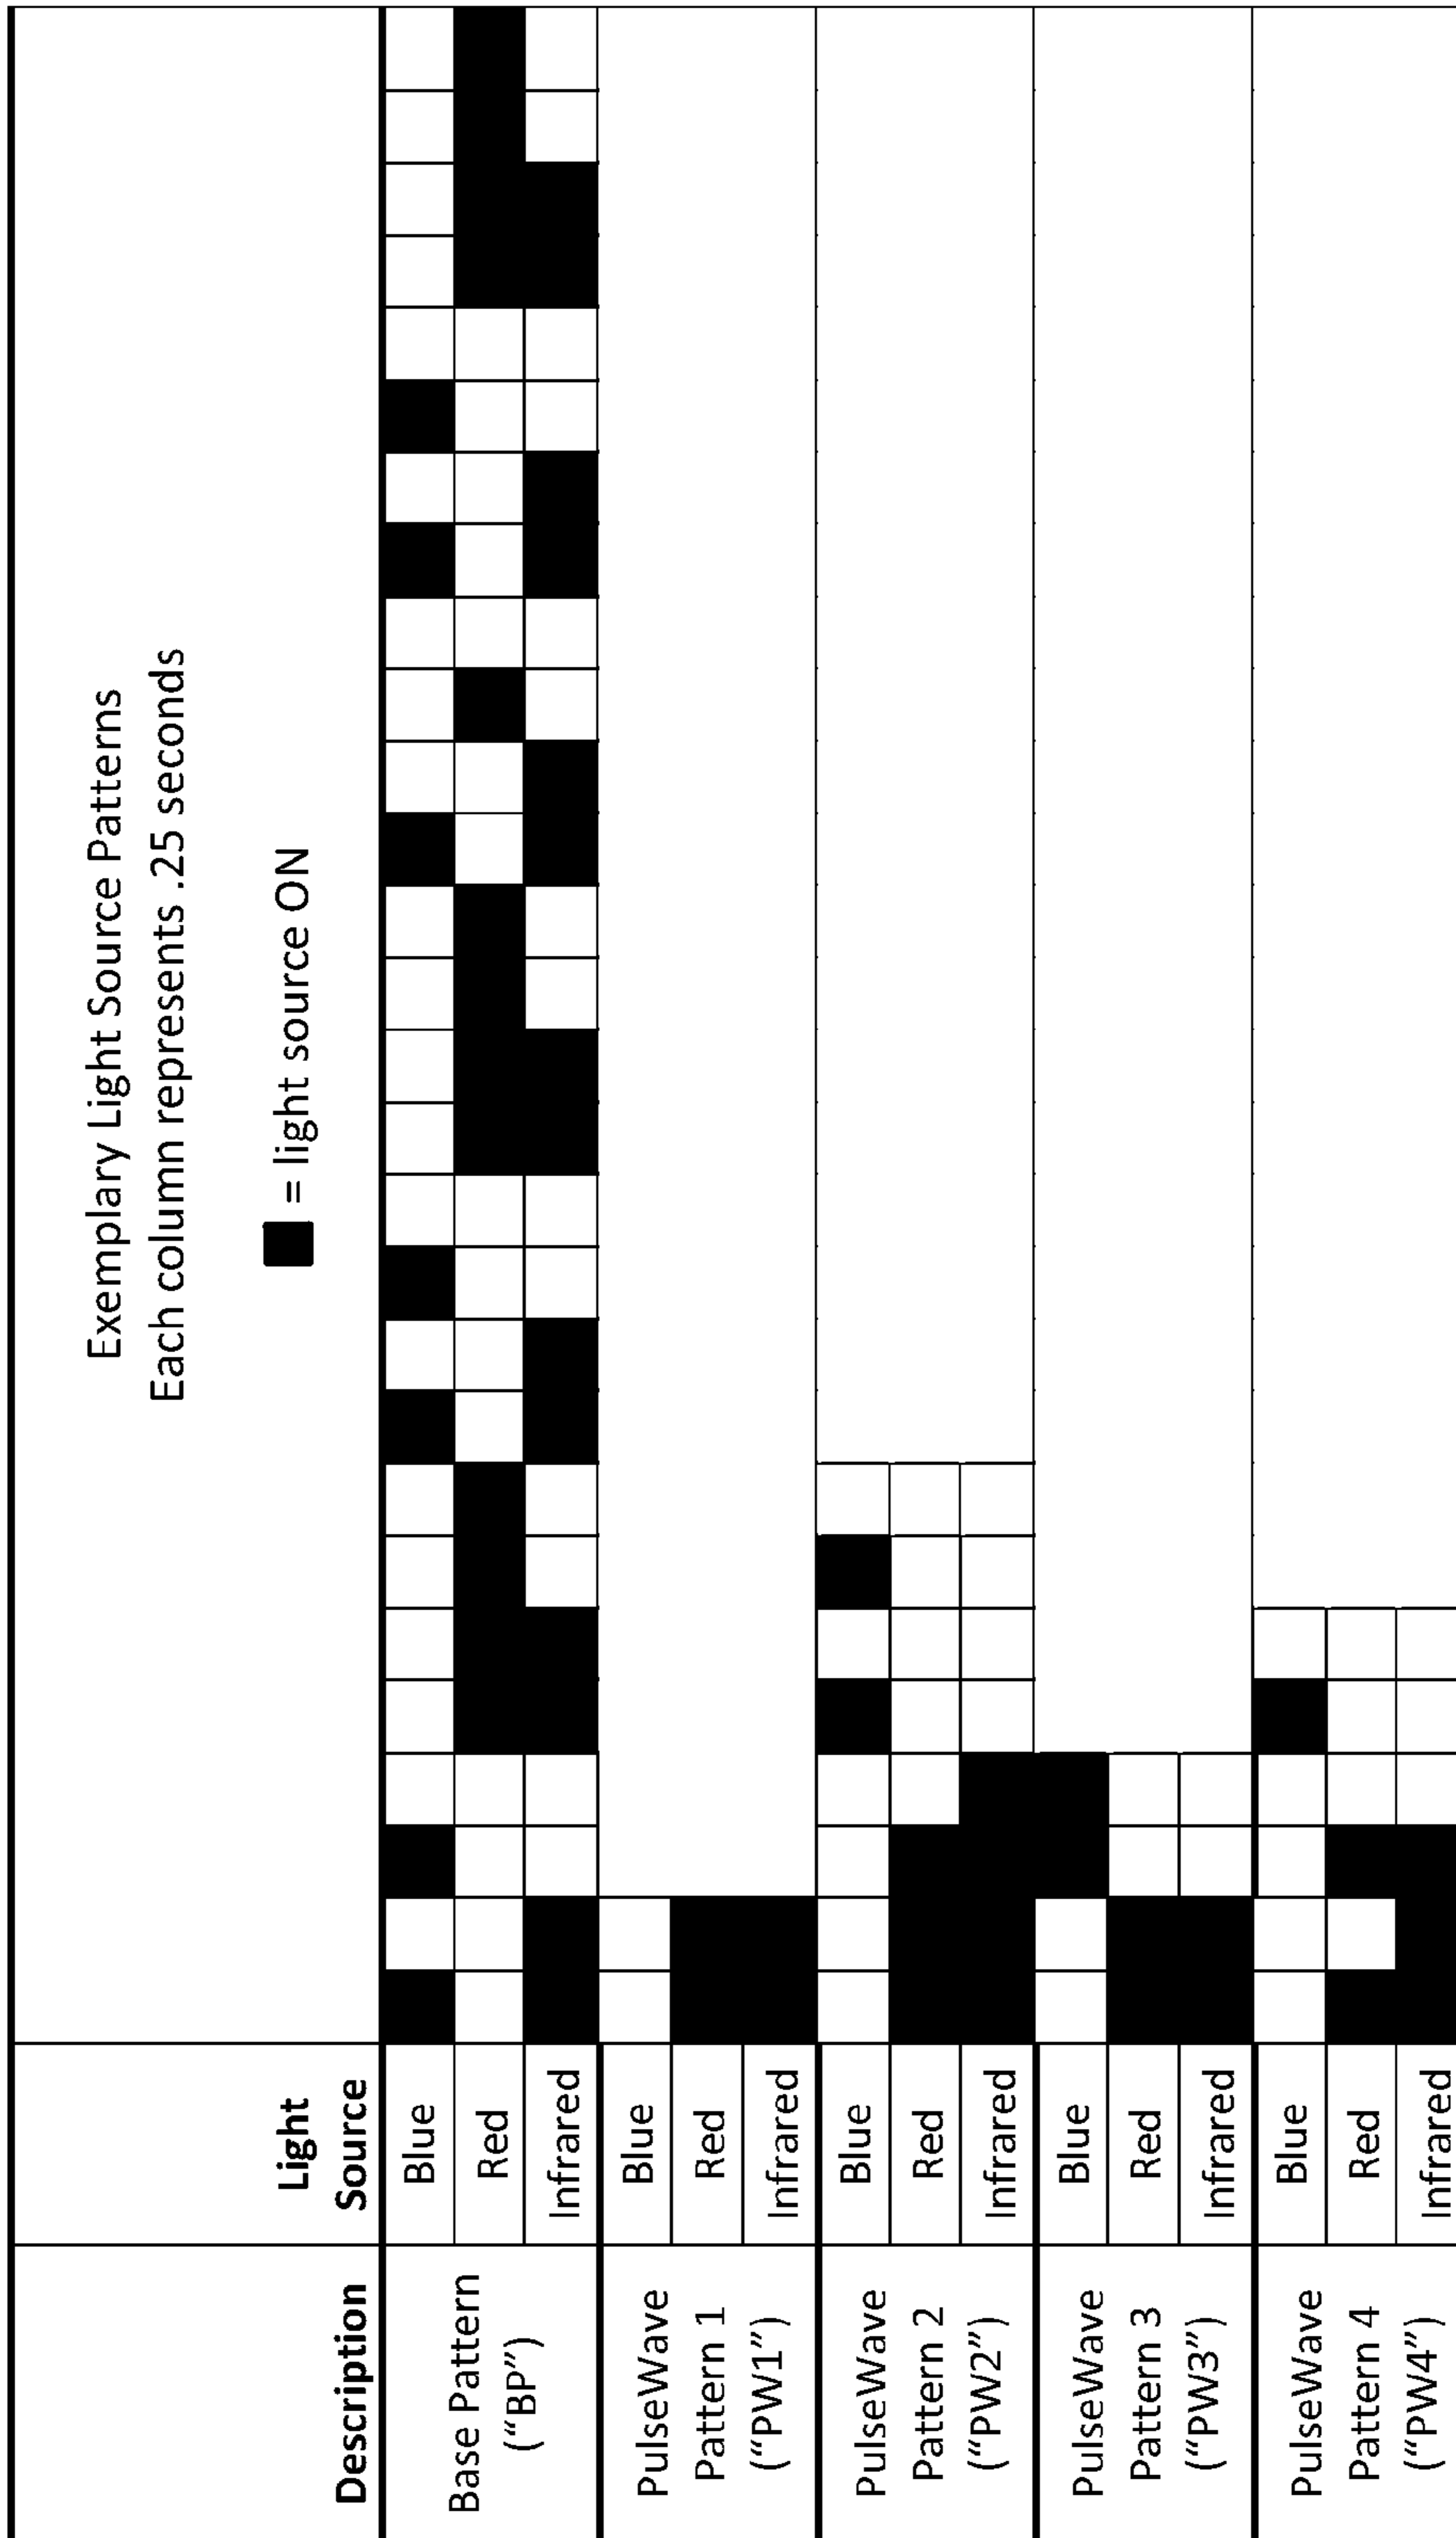 Exemplary Light Source Patterns
Each column represents .25 seconds
= light source ON
Description
Light
Source
Base Pattern
(“BP”)
Blue
Red
Infrared
PulseWave
Pattern 1
(“PW1”)
Blue
Red
Infrared
PulseWave
Pattern 2
(“PW2”)
Blue
Red
Infrared
PulseWave
Pattern 3
(“PW3”)
Blue
Red
Infrared
PulseWave
Pattern 4
(“PW4”)
Blue
Red
Infrared